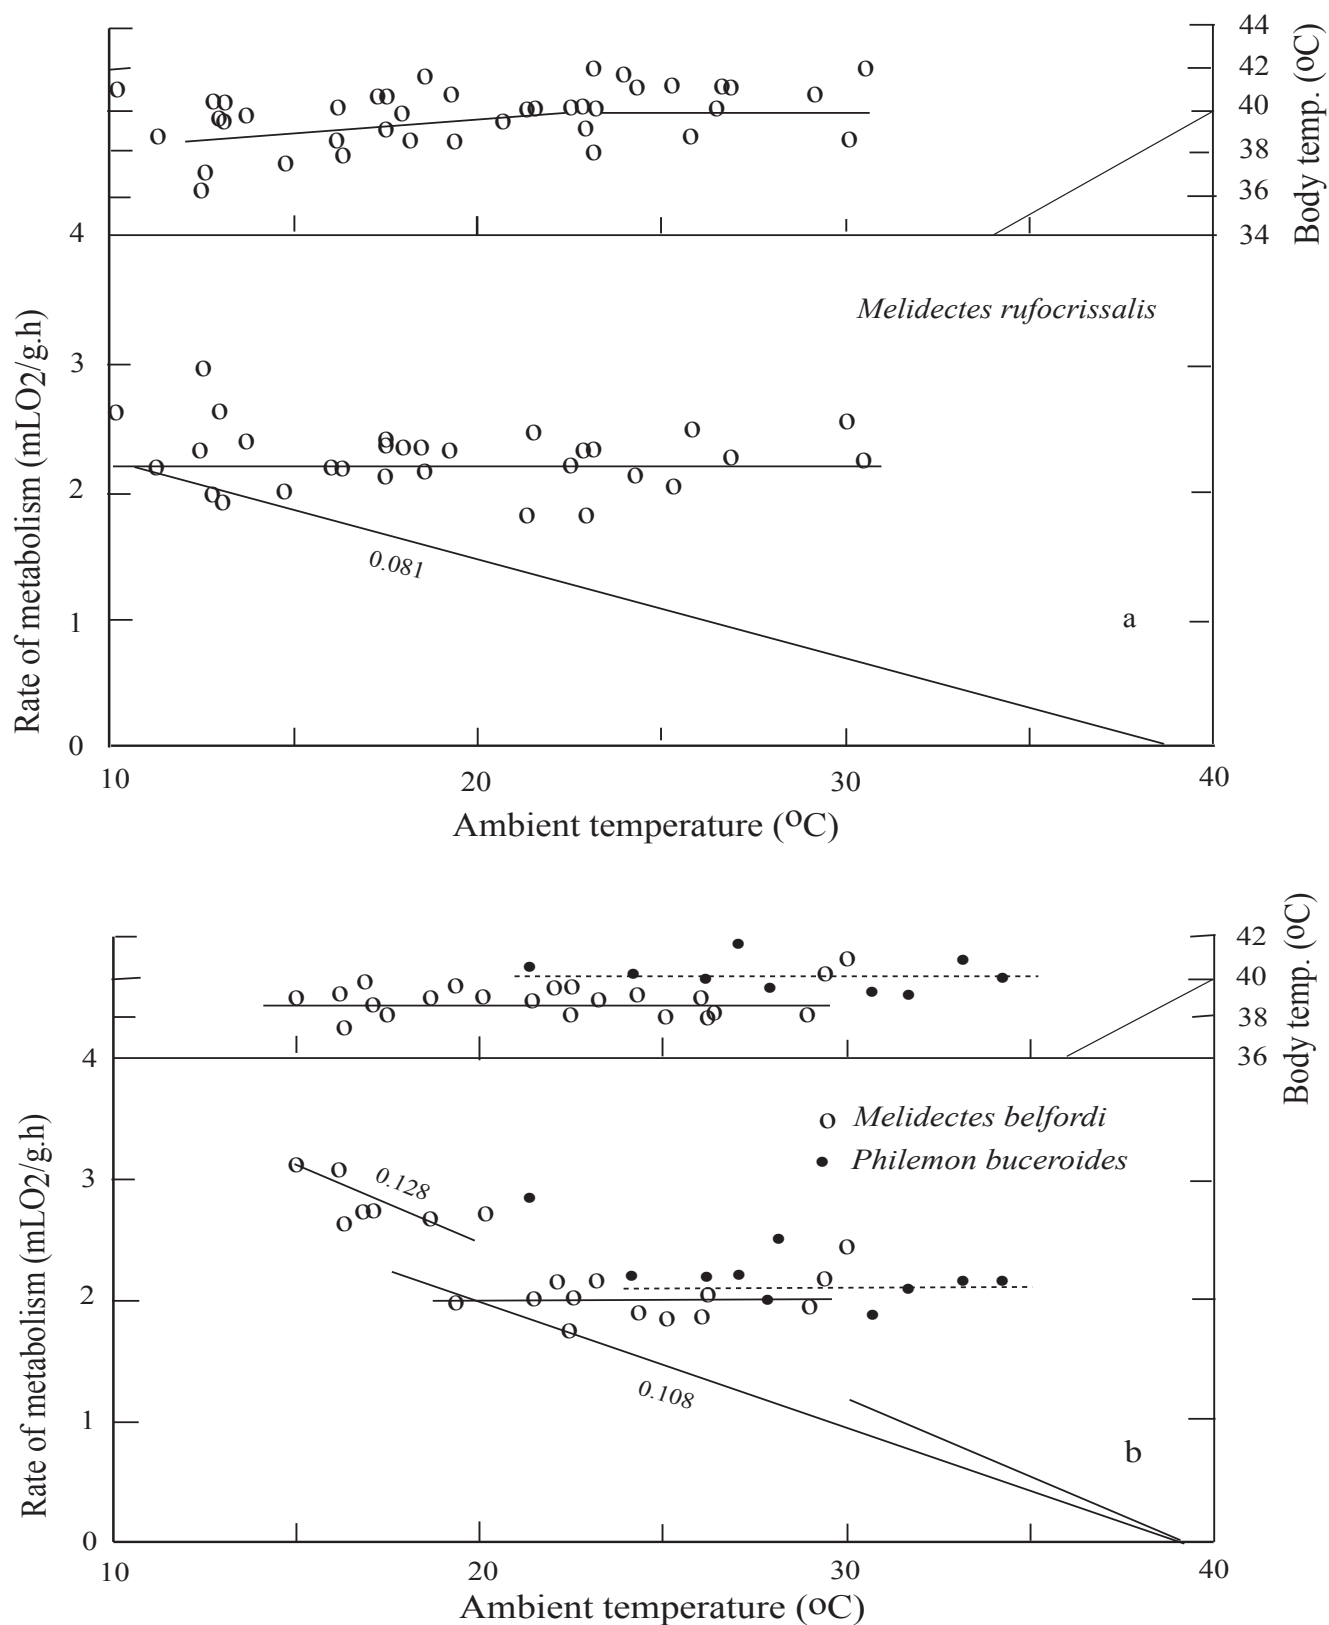 44
42
40
38
36
34
Body temp. (oC)
4
3
2
1
0
Rate of metabolism (mLO2/g.h)
Melidectes rufocrissalis
0.081
a
10
20
30
40
Ambient temperature (oC)
42
40
38
36
Body temp. (oC)
4
3
2
1
0
Rate of metabolism (mLO2/g.h)
o Melidectes belfordi
• Philemon buceroides
0.128
0.108
b
10
20
30
40
Ambient temperature (oC)